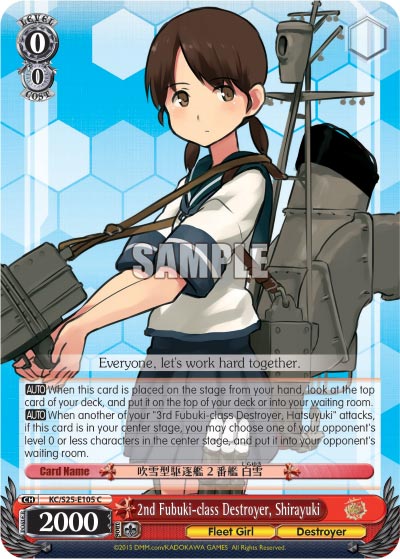 LEVEL
0
0
COST
SAMPLE
Everyone, let's work hard together.
AUTO When this card is placed on the stage from your hand, look at the top
card of your deck, and put it on the top of your deck or into your waiting room.
AUTO When another of your "3rd Fubuki-class Destroyer, Hatsuyuki" attacks,
if this card is in your center stage, you may choose one of your opponent's
level 0 or less characters in the center stage, and put it into your opponent's
waiting room.
Card Name
吹雪型駆逐艦 2 番艦 白雪
CH
KC/S25-E105 C
2nd Fubuki-class Destroyer, Shirayuki
POWER
2000
Fleet Girl
Destroyer
©2015 DMM.com/KADOKAWA GAMES All Rights Reserved.